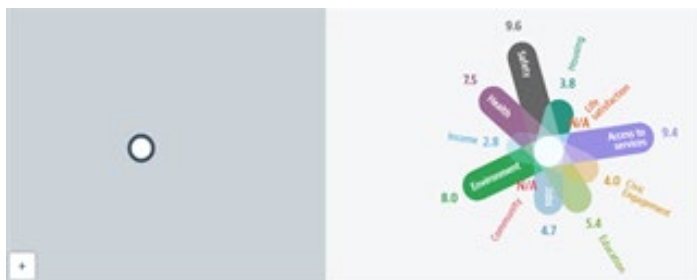 9.6
Safety
Housing
3.8
7.5
Health
Life
satisfaction
N/A
Income 2.8
Access to
services
9.4
Environment
8.0
N/A
Community
Jobs
4.7
4.0
Civic
Engagement
5.4
Education
+